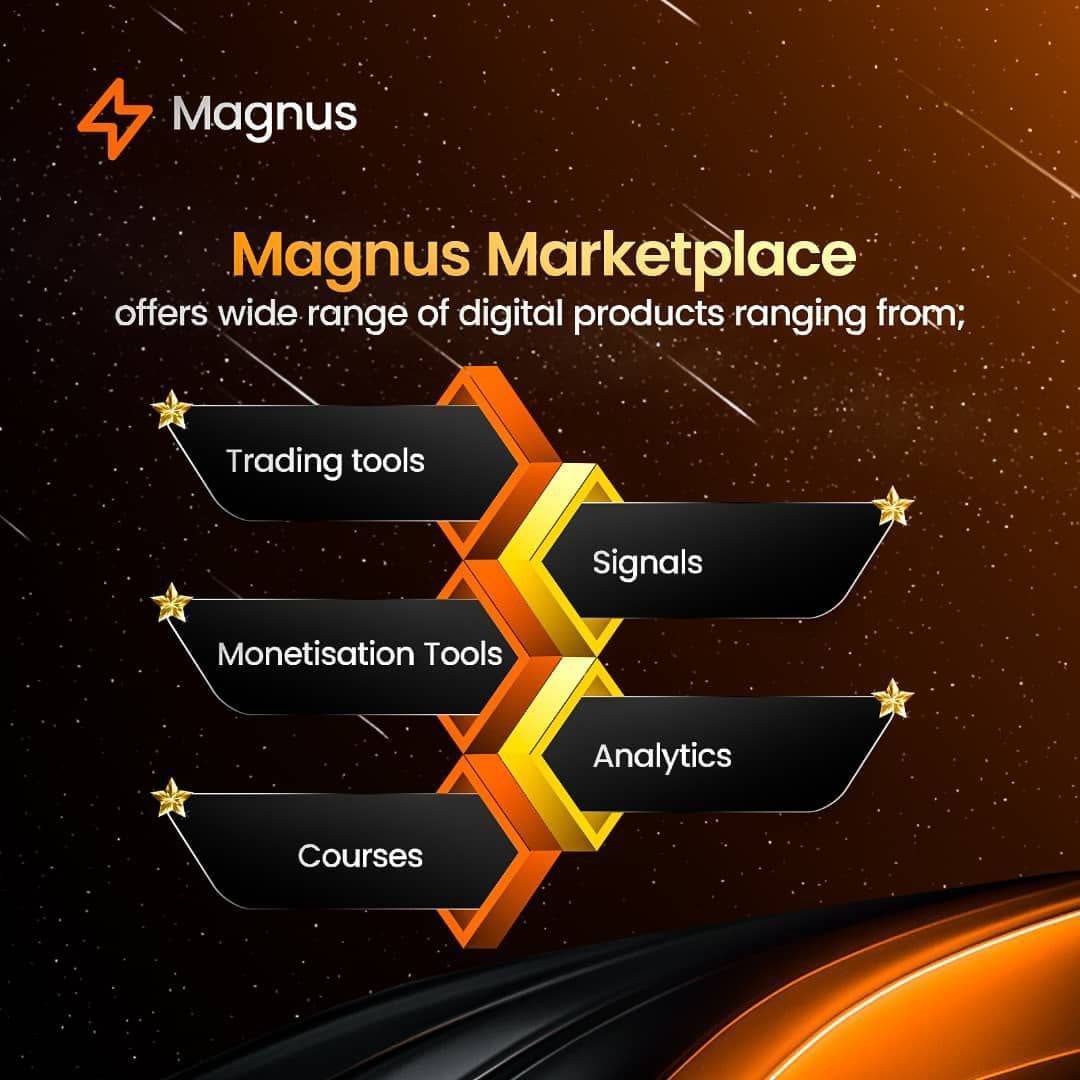 Magnus
Magnus Marketplace
offers wide range of digital products ranging from;
Trading tools
Signals
Monetisation Tools
Analytics
Courses